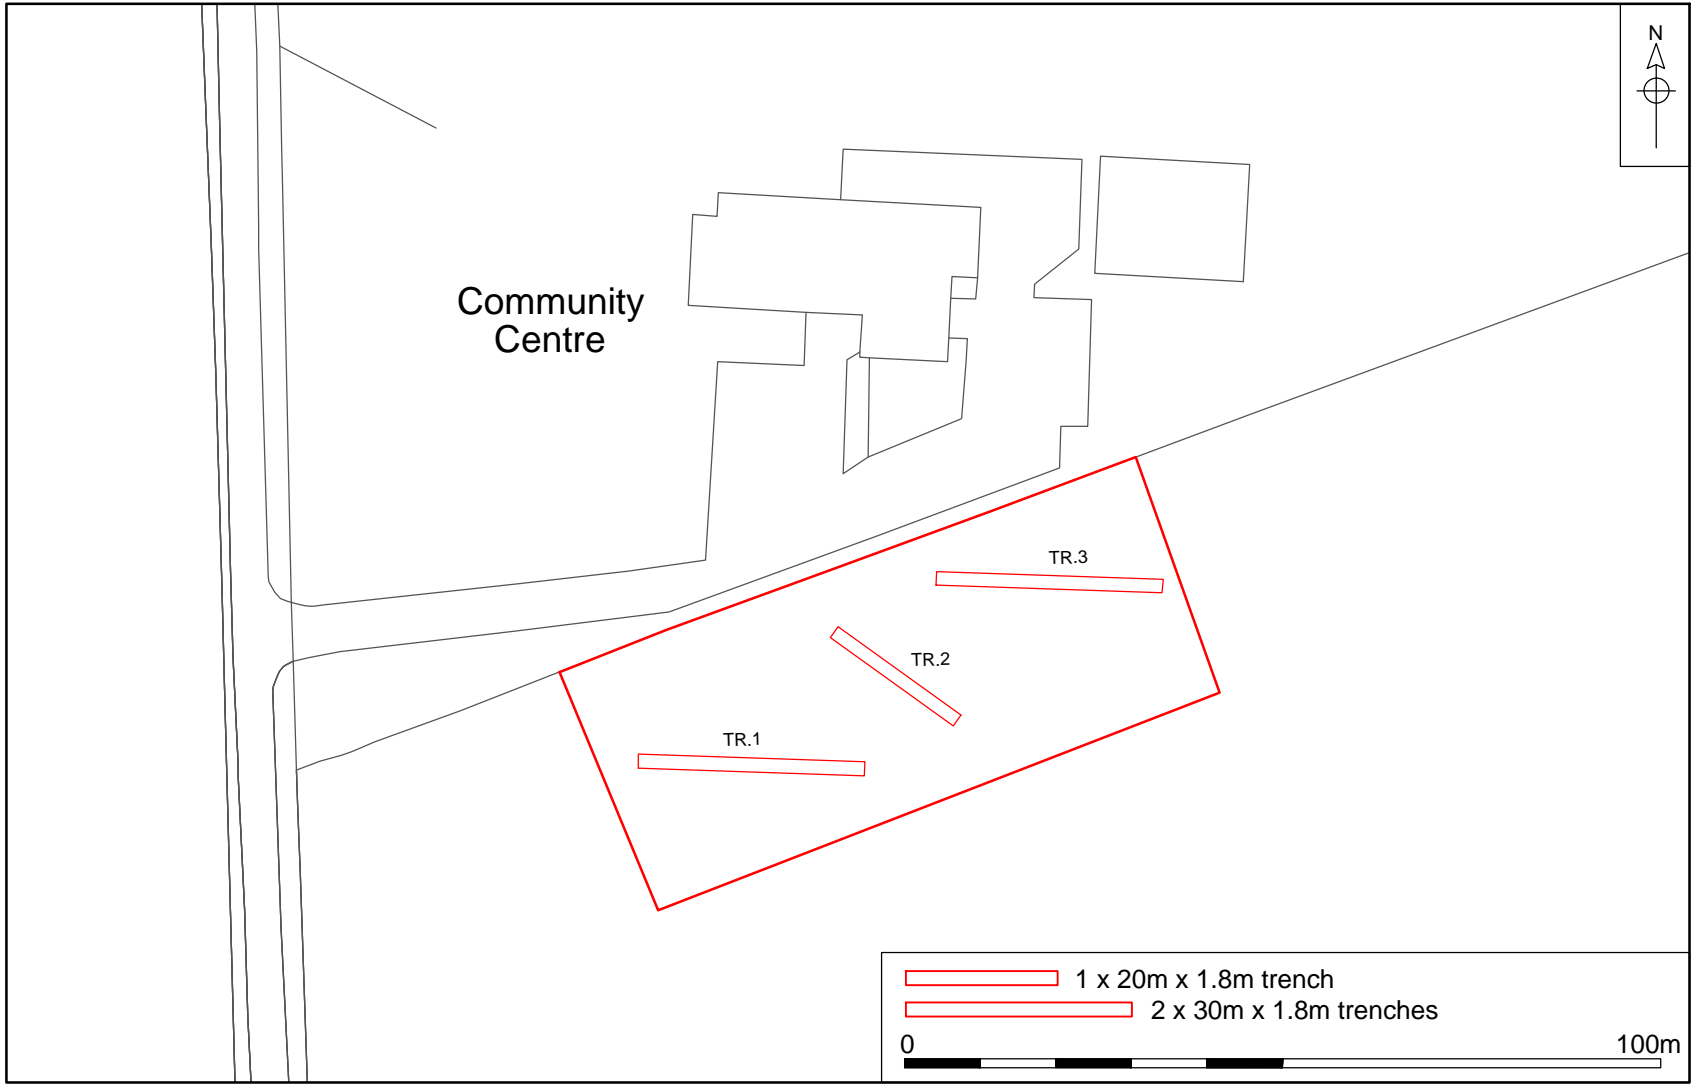 N
Community
Centre
TR.3
TR.2
TR.1
1 x 20m x 1.8m trench
2 x 30m x 1.8m trenches
0 100m